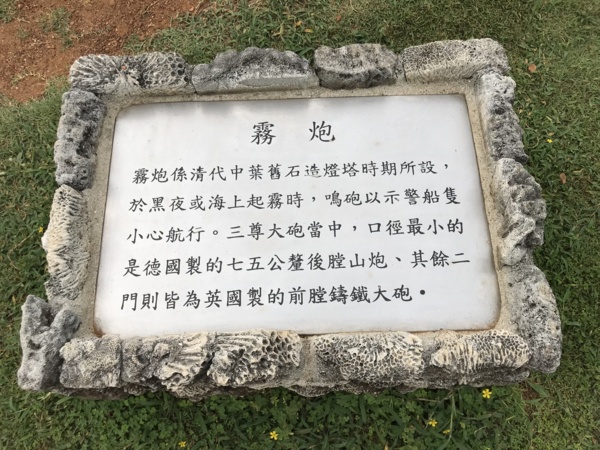 霧 炮
霧炮係清代中葉舊石造燈塔時期所設，
於黑夜或海上起霧時，鳴砲以示警船隻
小心航行。三尊大砲當中，口徑最小的
是德國製的七五公釐後膛山炮、其餘二
門則皆為英國製的前膛鑄鐵大砲。